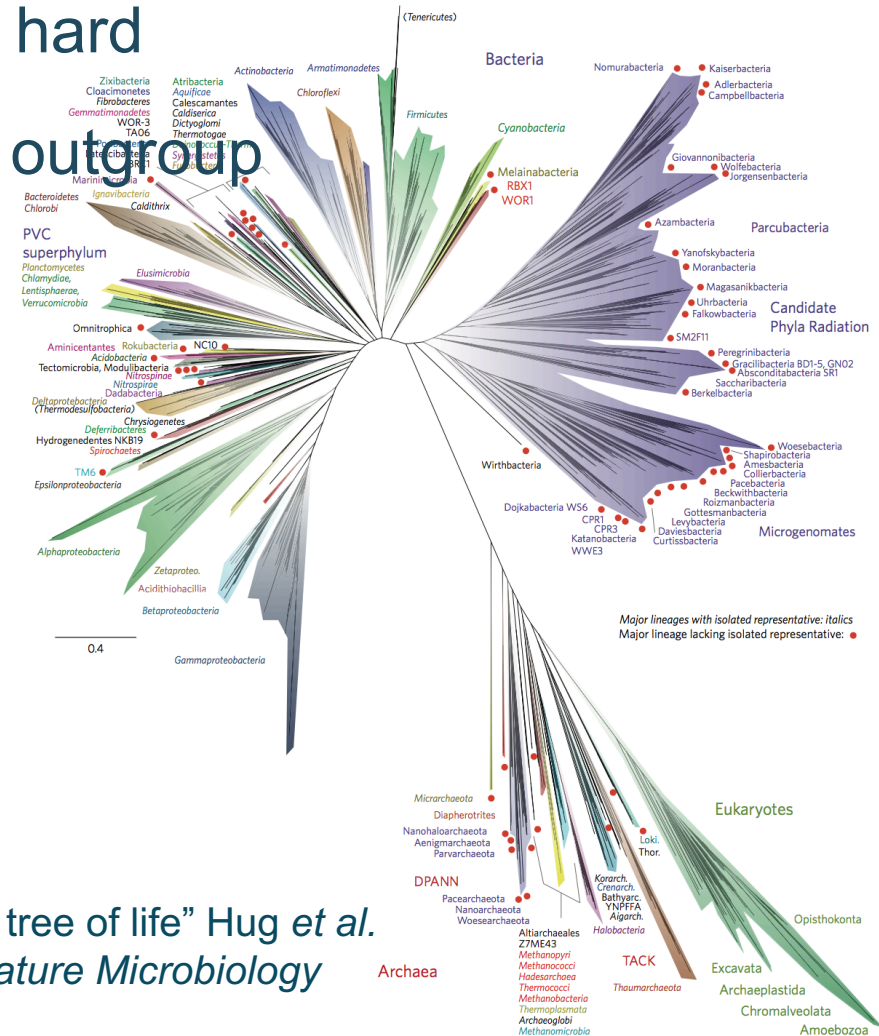 hard
outgroup
(Tenericutes)
Bacteria
Actinobacteria
Armatimonadetes
Chloroflexi
Firmicutes
Cyanobacteria
Melainabacteria
RBX1
WOR1
Zixibacteria
Cloacimonetes
Fibrobacteres
Gemmatimonadetes
WOR-3
TA06
Atribacteria
Aquificae
Calescamantes
Caldiserica
Dictyoglomi
Thermotogae
Ignavibacteria
Caldithrix
Bacteroidetes
Chlorobi
PVC
superphylum
Planctomycetes
Chlamydiae,
Lentisphaerae,
Verrucomicrobia
Elusimicrobia
Omnitrophica
Aminicentantes
Rokubacteria
NC10
Acidobacteria
Tectomicrobia, Modulibacteria
Nitrospinae
Nitrospirae
Dadabacteria
Deltaproteobacteria
(Thermodesulfobacteria)
Chrysiogenetes
Deferribacteres
Hydrogenedentes NKB19
Spirochaetes
TM6
Epsilonproteobacteria
Alphaproteobacteria
Zetaproteo.
Acidithiobacillia
Betaproteobacteria
Gammaproteobacteria
0.4
Nomurabacteria
Kaiserbacteria
Adlerbacteria
Campbellbacteria
Giovannonibacteria
Wolfebacteria
Jorgensenbacteria
Azambacteria
Parcubacteria
Yanofskybacteria
Moranbacteria
Magasanikbacteria
Uhrbacteria
Falkowbacteria
Candidate
Phyla Radiation
SM2F11
Peregrinibacteria
Gracilibacteria BD1-5, GN02
Absconditabacteria SR1
Saccharibacteria
Berkelbacteria
Woesebacteria
Shapirobacteria
Amesbacteria
Collierbacteria
Pacebacteria
Beckwithbacteria
Roizmanbacteria
Gottesmanbacteria
Levybacteria
Daviesbacteria
Curtissbacteria
Microgenomates
Wirthbacteria
Dojkabacteria WS6
CPR1
CPR3
Katanobacteria
WWE3
Major lineages with isolated representative: italics
Major lineage lacking isolated representative:
Micrarchaeota
Diapherotrites
Nanohaloarchaeota
Aenigmarchaeota
Parvarchaeota
DPANN
Pacearchaeota
Nanoarchaeota
Woesearchaeota
Altiarchaeales
Z7ME43
Methanopyri
Methanococci
Hadesarchaea
Thermococci
Methanobacteria
Thermoplasmata
Archaeoglobi
Methanomicrobia
Halobacteria
Korarch.
Crenarch.
Bathyarc.
YNPFFA
Aigarch.
Loki.
Thor.
TACK
Thaumarchaeota
Archaea
Eukaryotes
Opisthokonta
Excavata
Archaeplastida
Chromalveolata
Amoebozoa
tree of life” Hug et al.
ature Microbiology